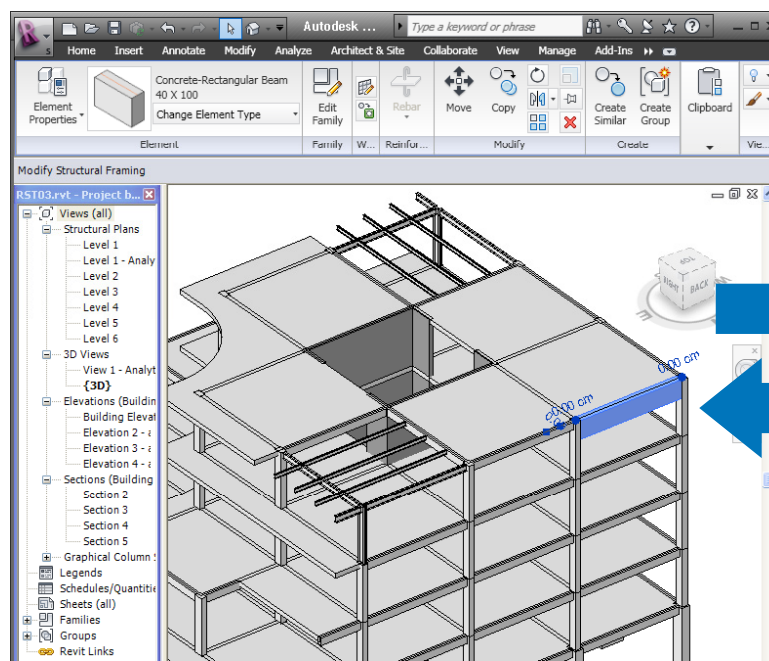 Autodesk ...
Type a keyword or phrase
S
Home Insert Annotate Modify Analyze Architect & Site Collaborate View Manage Add-Ins
Element Properties
Concrete-Rectangular Beam
40 X 100
Change Element Type
Edit Family
Rebar
Move
Copy
Create Similar
Create Group
Clipboard
Element Family W... Reinfor... Modify Create Vie...
Modify Structural Framing
RST03.rvt - Project b...
Views (all)
Structural Plans
Level 1
Level 1 - Analy
Level 2
Level 3
Level 4
Level 5
Level 6
3D Views
View 1 - Analyt
{3D}
Elevations (Buildin
Building Elevat
Elevation 2 - a
Elevation 3 - a
Elevation 4 - a
Sections (Building
Section 2
Section 3
Section 4
Section 5
Graphical Column S
Legends
Schedules/Quantitie
Sheets (all)
Families
Groups
Revit Links
TOP
RIGHT
BACK
E
0.00 cm
0.00 cm